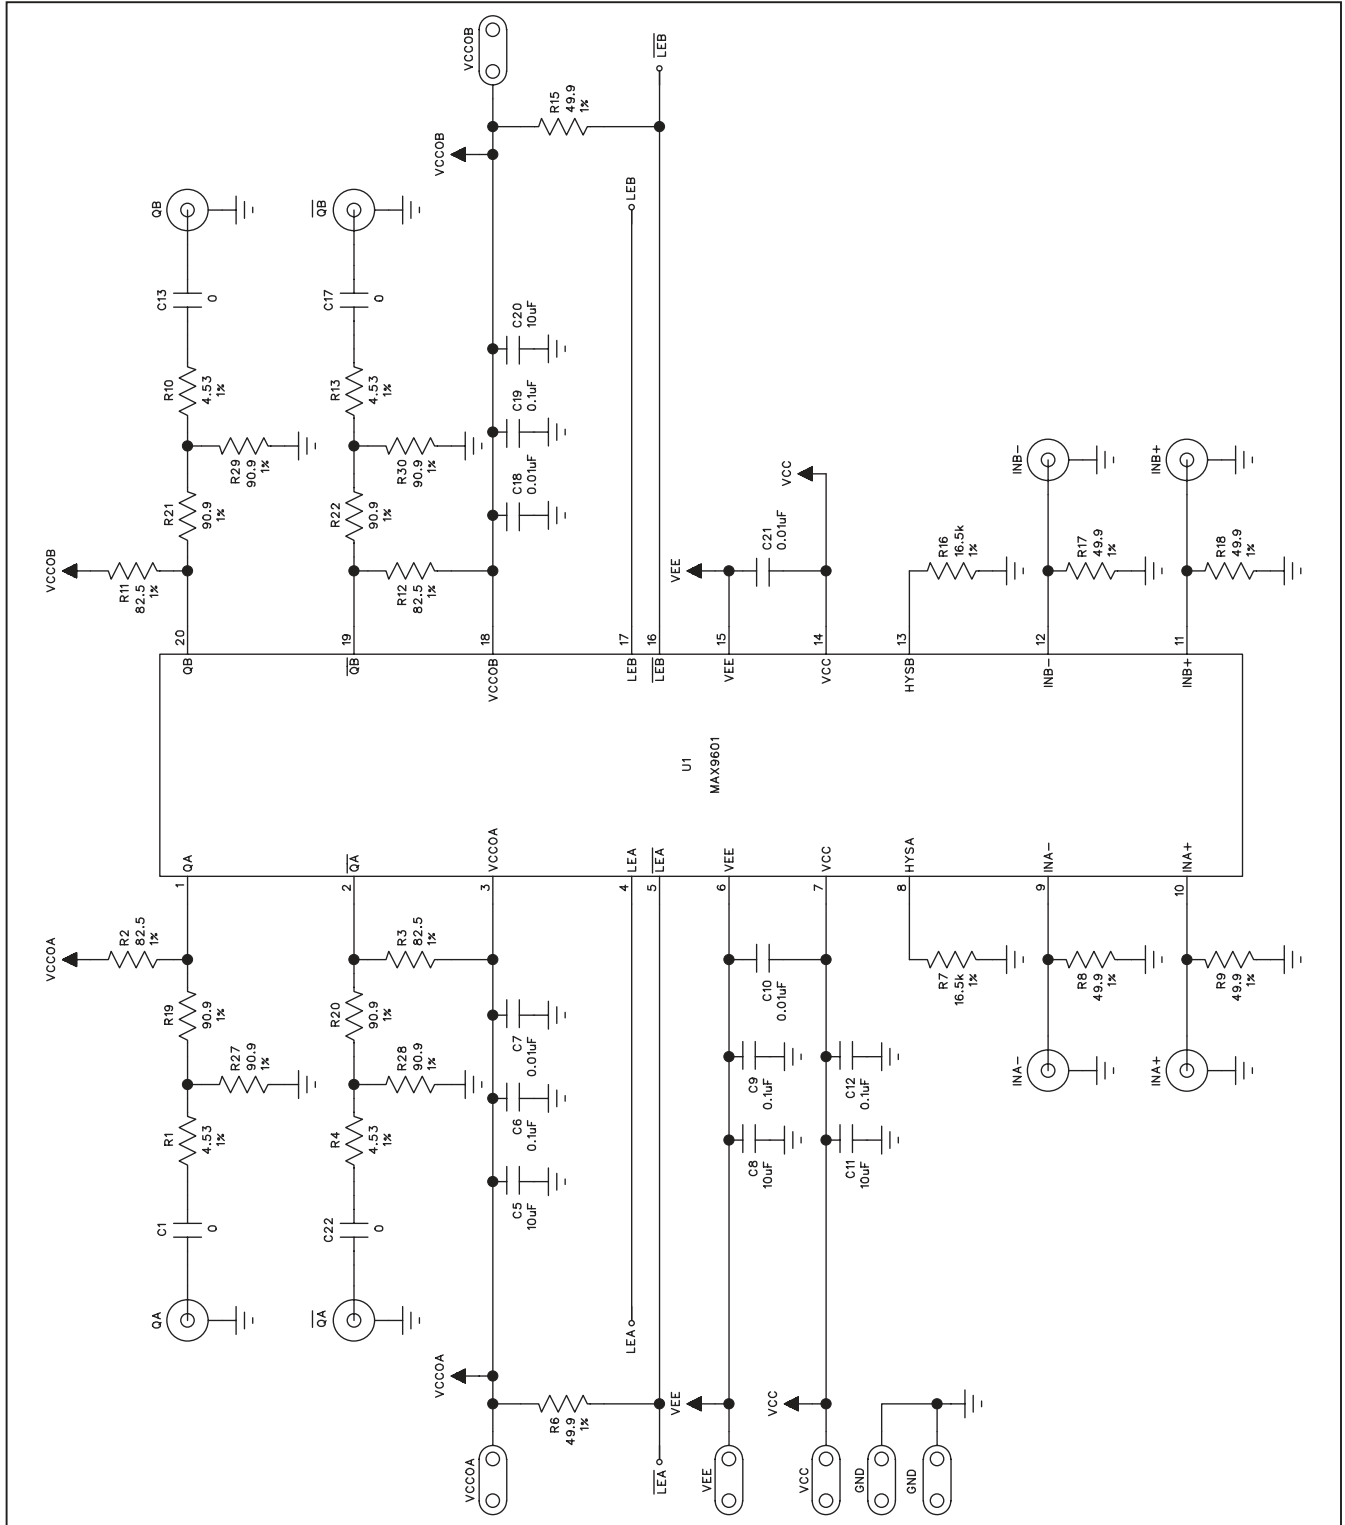 VCCOB
LEB
R15
49.9
1%
VCCOB
QB
QB
LEB
C13
0
C17
0
C20
10uF
R10
4.53
1%
R13
4.53
1%
C19
0.1uF
R29
90.9
1%
R30
90.9
1%
C18
0.01uF
R21
90.9
1%
R22
90.9
1%
VCCOB
R11
82.5
1%
R12
82.5
1%
VEE
C21
0.01uF
VCC
R16
16.5k
1%
INB-
R17
49.9
1%
INB+
R18
49.9
1%
20
19
18
17
16
15
14
13
12
11
QB
QB
VCCOB
LEB
LEB
VEE
VCC
HYSB
INB-
INB+
U1
MAX9601
QA
QA
VCCOA
LEA
LEA
VEE
VCC
HYSA
INA-
INA+
1
2
3
4
5
6
7
8
9
10
VCCOA
R2
82.5
1%
R3
82.5
1%
R19
90.9
1%
R20
90.9
1%
C7
0.01uF
C10
0.01uF
R7
16.5k
1%
R8
49.9
1%
R9
49.9
1%
R27
90.9
1%
R28
90.9
1%
C6
0.1uF
C9
0.1uF
C12
0.1uF
INA-
INA+
R1
4.53
1%
R4
4.53
1%
C5
10uF
C8
10uF
C11
10uF
C1
0
C22
0
QA
QA
LEA
VCCOA
R6
49.9
1%
VEE
VCC
VCCOA
LEA
VEE
VCC
GND
GND